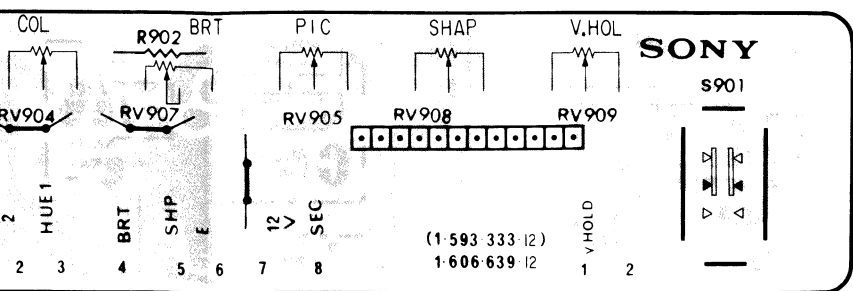 COL BRT PIC SHAP V.HOL
R902
SONY
S901
RV904 RV907 RV905 RV908 RV909
2 HUE1 BRT SHP E 12V SEC V.HOLD
(1-593-333-12)
1-606-639-12
2 3 4 5 6 7 8 1 2